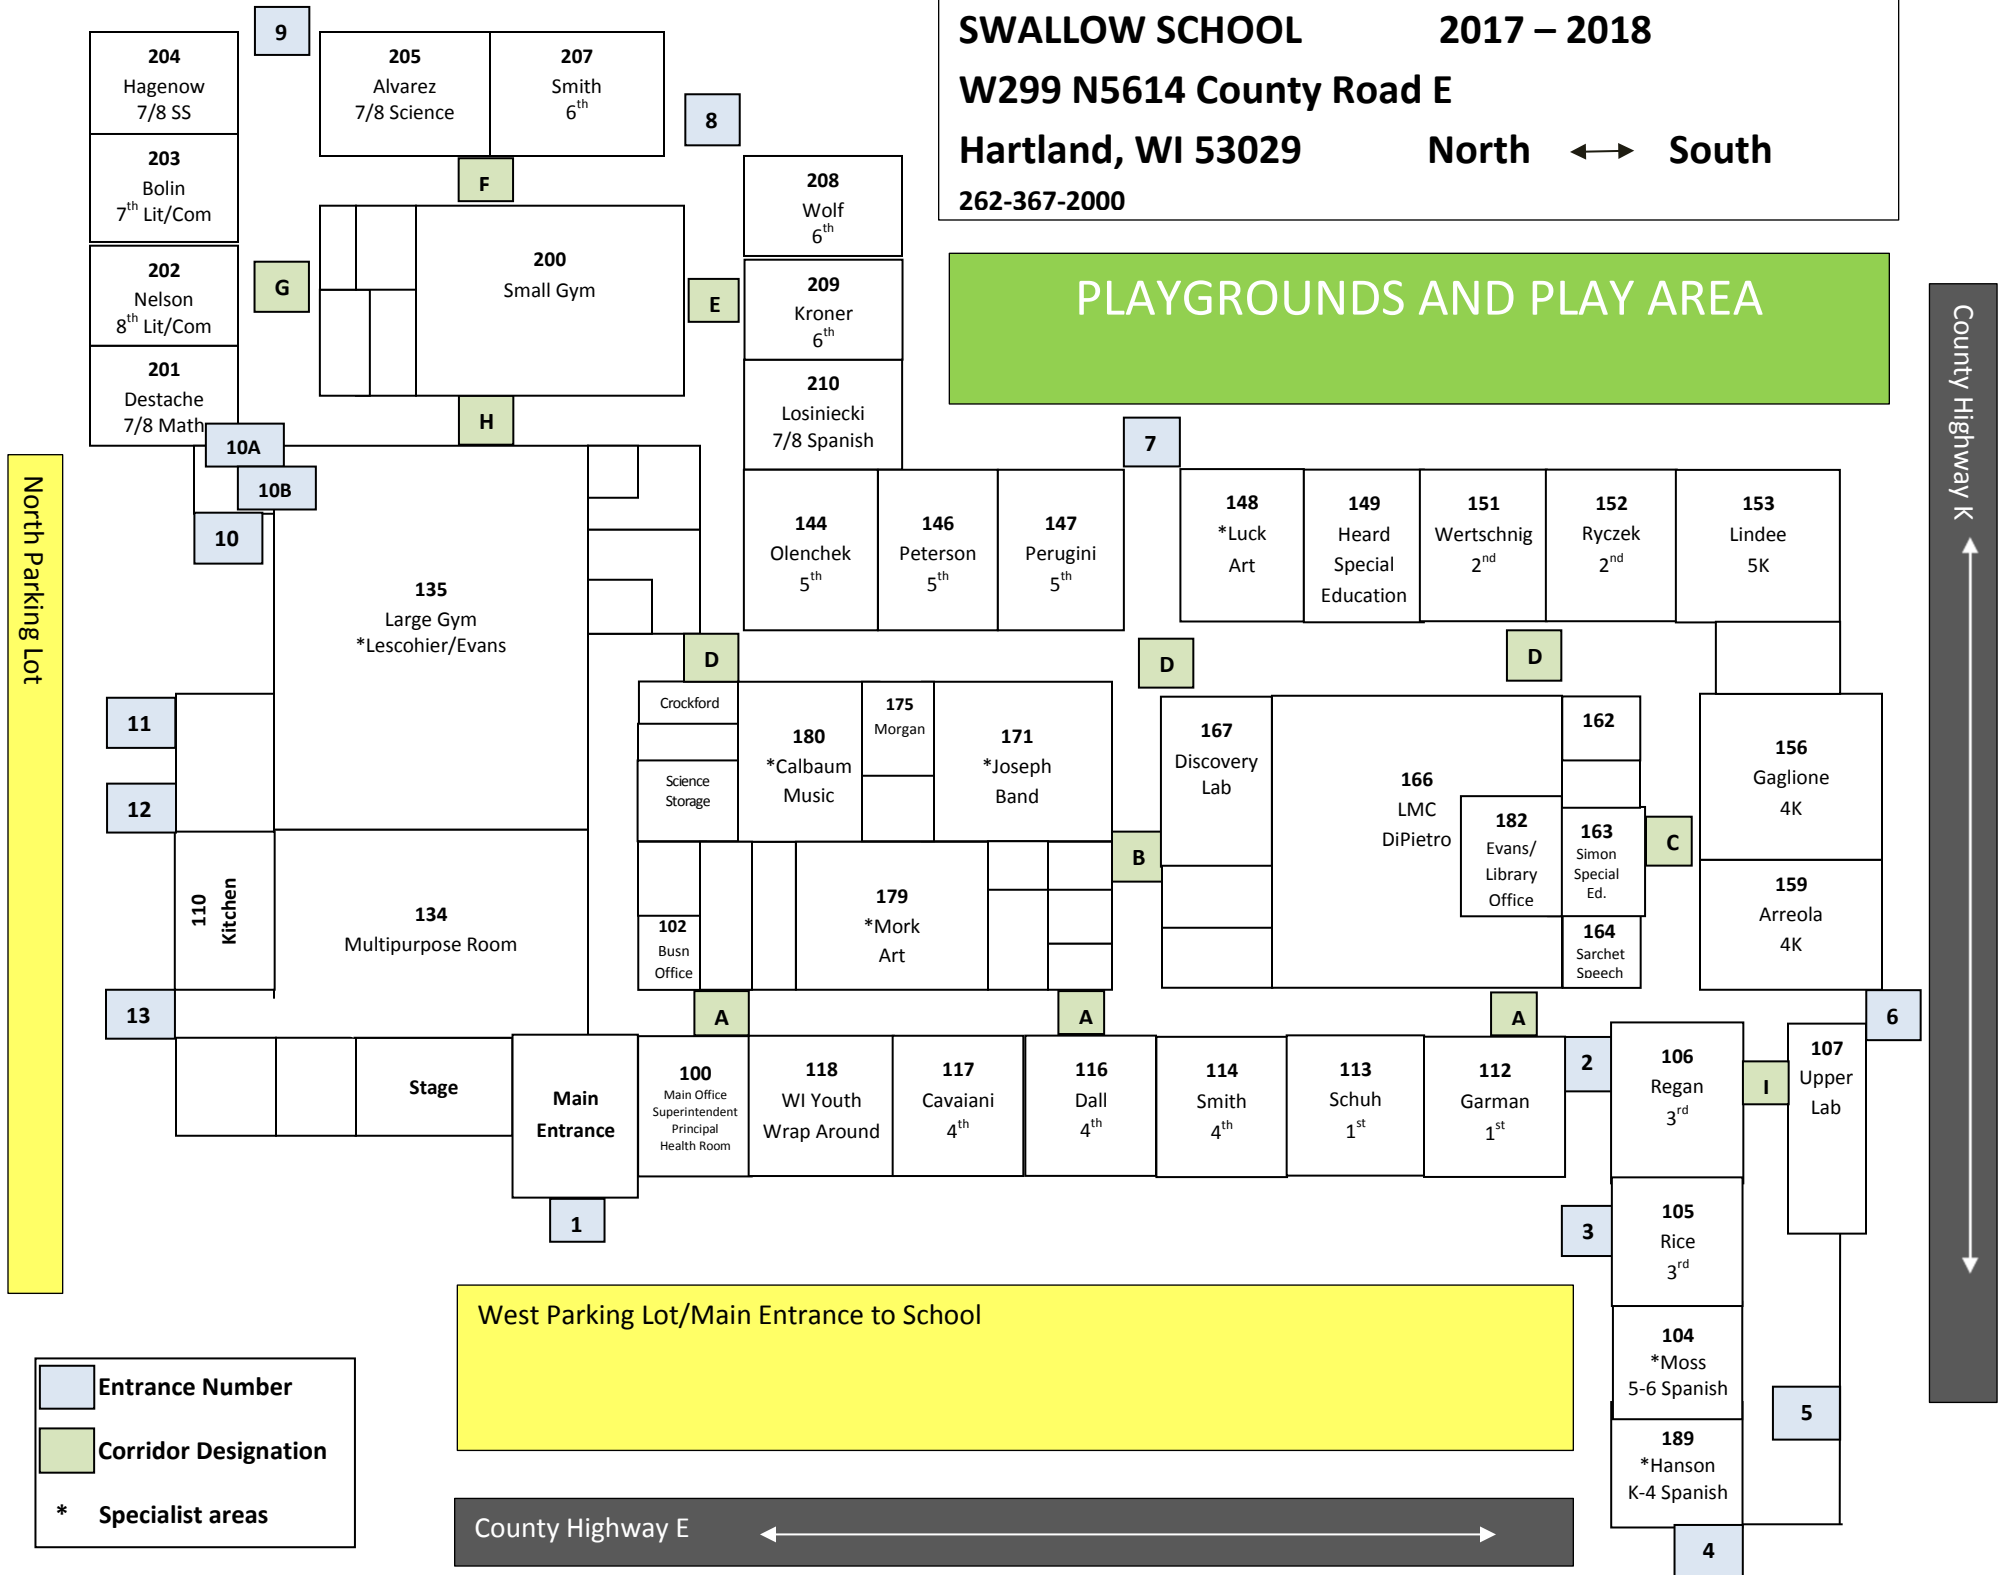 SWALLOW SCHOOL 2017 – 2018
W299 N5614 County Road E
Hartland, WI 53029 North South
262-367-2000
9
204
Hagenow
7/8 SS
205
Alvarez
7/8 Science
207
Smith
6th
8
203
Bolin
7th Lit/Com
F
208
Wolf
6th
202
Nelson
8th Lit/Com
G
200
Small Gym
E
209
Kroner
6th
PLAYGROUNDS AND PLAY AREA
County Highway K
201
Destache
7/8 Math
H
210
Losiniecki
7/8 Spanish
10A
10B
10
7
North Parking Lot
135
Large Gym
*Lescohier/Evans
144
Olenchek
5th
146
Peterson
5th
147
Perugini
5th
148
*Luck
Art
149
Heard
Special
Education
151
Wertschnig
2nd
152
Ryczek
2nd
153
Lindee
5K
D
D
D
11
12
Crockford
Science
Storage
180
*Calbaum
Music
175
Morgan
171
*Joseph
Band
167
Discovery
Lab
166
LMC
DiPietro
162
156
Gaglione
4K
B
182
Evans/
Library
Office
163
Simon
Special
Ed.
C
110
Kitchen
134
Multipurpose Room
102
Busn
Office
179
*Mork
Art
164
Sarchet
Speech
159
Arreola
4K
13
A
A
A
6
Stage
Main
Entrance
100
Main Office
Superintendent
Principal
Health Room
118
WI Youth
Wrap Around
117
Cavaiani
4th
116
Dall
4th
114
Smith
4th
113
Schuh
1st
112
Garman
1st
2
106
Regan
3rd
I
107
Upper
Lab
1
3
105
Rice
3rd
West Parking Lot/Main Entrance to School
104
*Moss
5-6 Spanish
5
189
*Hanson
K-4 Spanish
4
Entrance Number
Corridor Designation
* Specialist areas
County Highway E